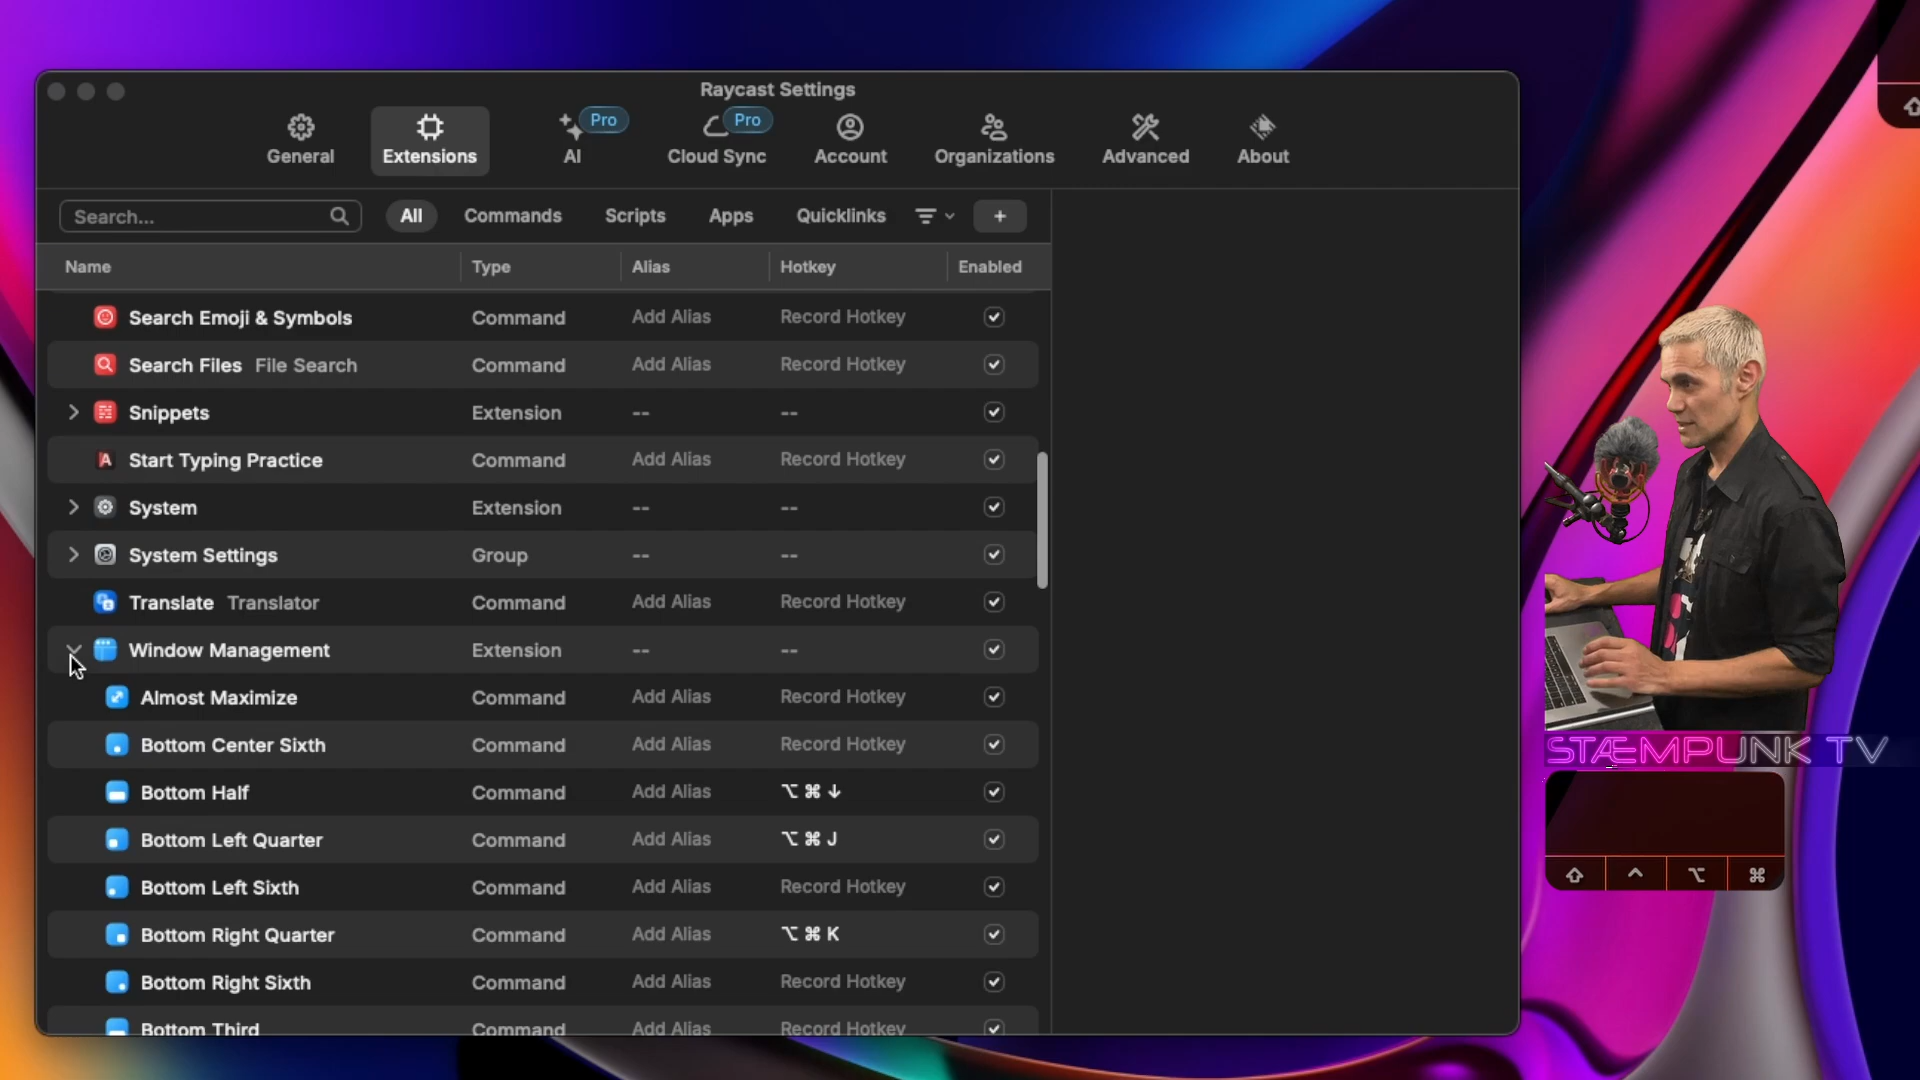 Raycast Settings
General
Extensions
Pro
AI
Pro
Cloud Sync
Account
Organizations
Advanced
About
Search...
All Commands Scripts Apps Quicklinks +
Name Type Alias Hotkey Enabled
Search Emoji & Symbols Command Add Alias Record Hotkey
Search Files File Search Command Add Alias Record Hotkey
Snippets Extension -- --
Start Typing Practice Command Add Alias Record Hotkey
System Extension -- --
System Settings Group -- --
Translate Translator Command Add Alias Record Hotkey
Window Management Extension -- --
Almost Maximize Command Add Alias Record Hotkey
Bottom Center Sixth Command Add Alias Record Hotkey
Bottom Half Command Add Alias ⌥ ⌘ ↓
Bottom Left Quarter Command Add Alias ⌥ ⌘ J
Bottom Left Sixth Command Add Alias Record Hotkey
Bottom Right Quarter Command Add Alias ⌥ ⌘ K
Bottom Right Sixth Command Add Alias Record Hotkey
Bottom Third Command Add Alias Record Hotkey
STÆMPUNK TV
⇧ ^ ⌥ ⌘